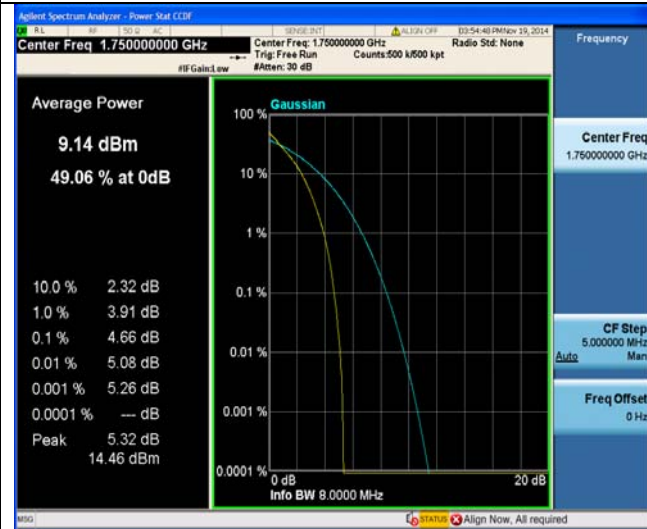 Agilent Spectrum Analyzer - Power Stat CCDF
RL RF 50 Ω AC SENSE:INT ALIGN OFF 03:54:48 PM Nov 19, 2014
Center Freq 1.750000000 GHz
Center Freq: 1.750000000 GHz Radio Std: None
Trig: Free Run Counts:500 k/500 kpt
#IFGain:Low #Atten: 30 dB
Frequency
Average Power
9.14 dBm
49.06 % at 0dB
10.0 % 2.32 dB
1.0 % 3.91 dB
0.1 % 4.66 dB
0.01 % 5.08 dB
0.001 % 5.26 dB
0.0001 % --- dB
Peak 5.32 dB
14.46 dBm
Gaussian
100 %
10 %
1 %
0.1 %
0.01 %
0.001 %
0.0001 %
0 dB 20 dB
Info BW 8.0000 MHz
Center Freq
1.750000000 GHz
CF Step
5.000000 MHz
Auto Man
Freq Offset
0 Hz
MSG STATUS Align Now, All required